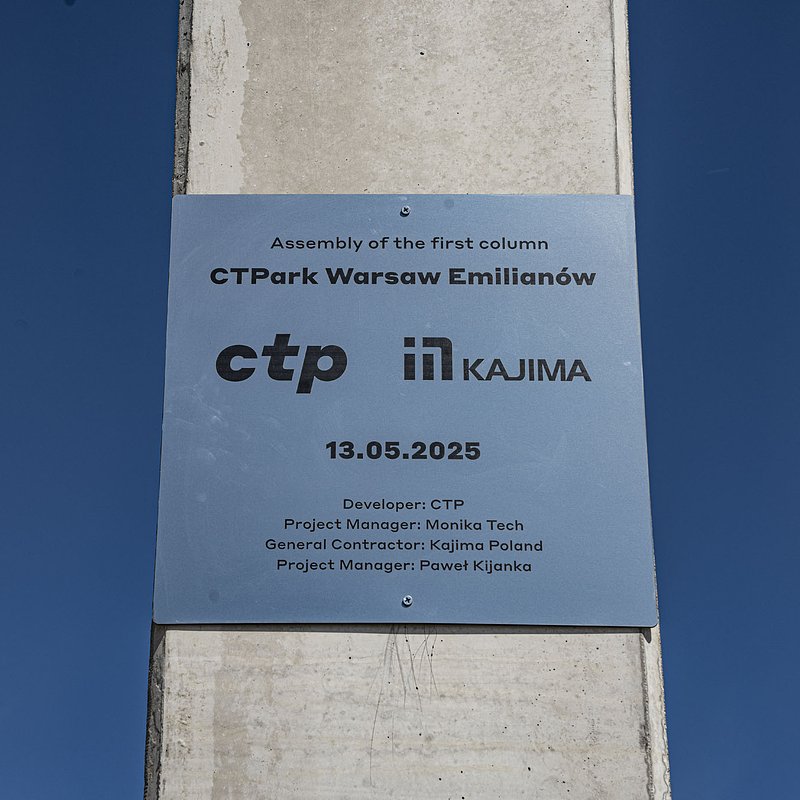 Assembly of the first column
CTPark Warsaw Emilianów
ctp KAJIMA
13.05.2025
Developer: CTP
Project Manager: Monika Tech
General Contractor: Kajima Poland
Project Manager: Paweł Kijanka